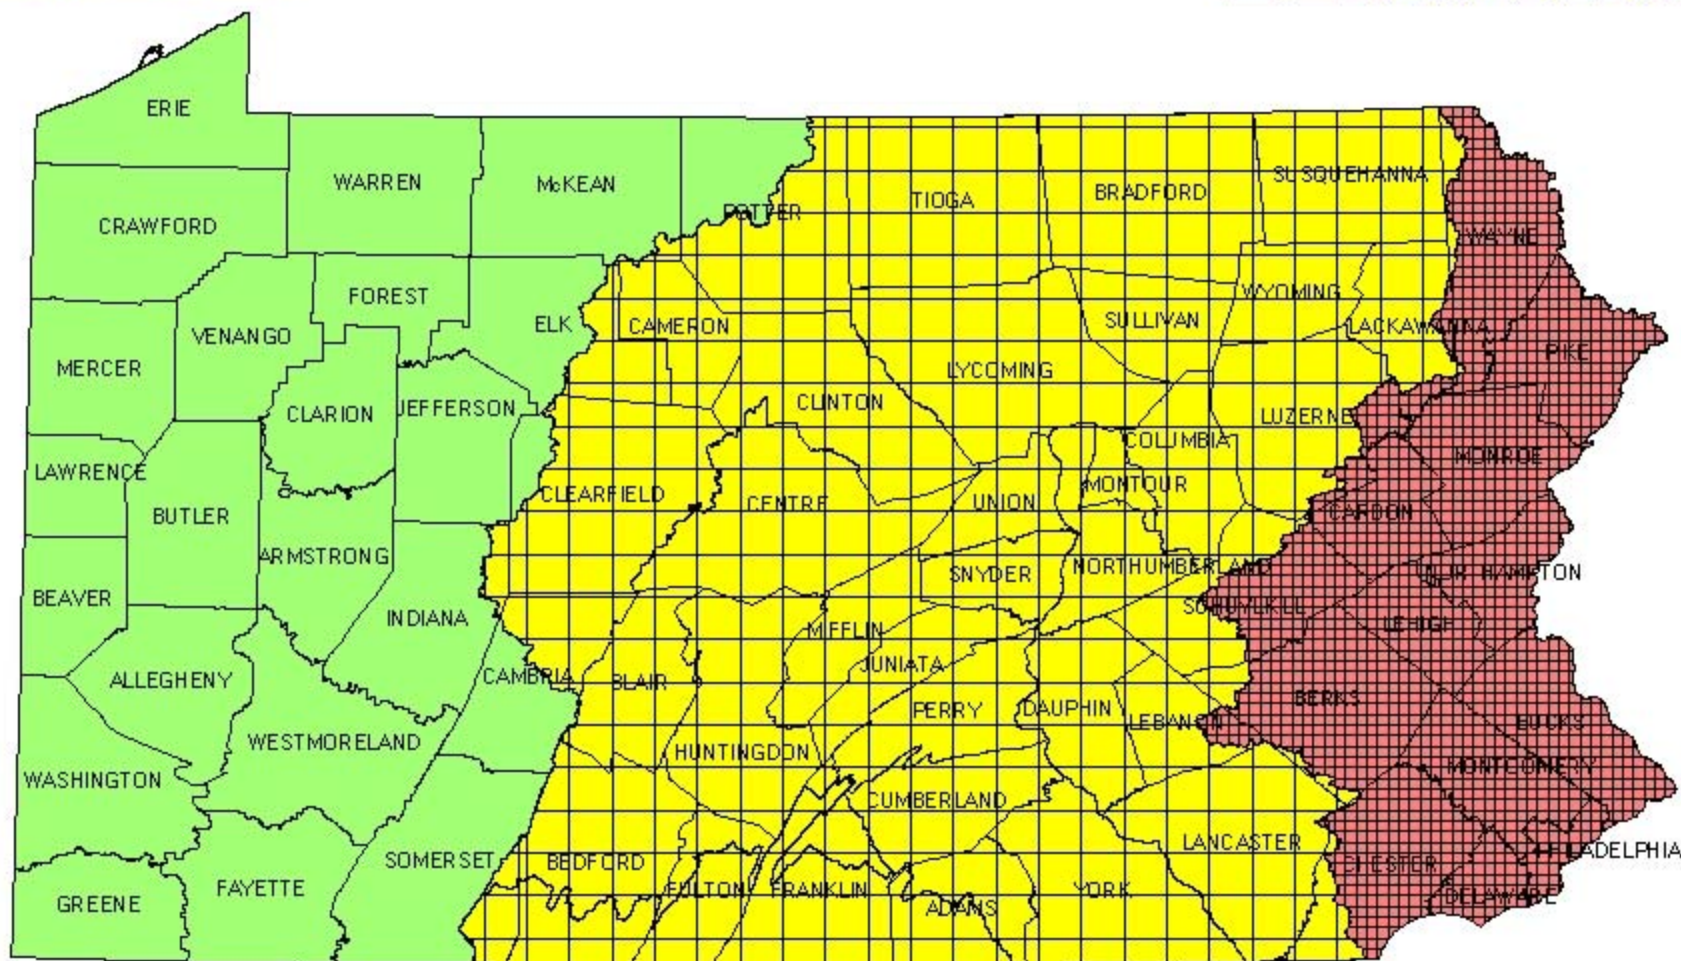 ERIE
WARREN
McKEAN
POTTER
TIOGA
BRADFORD
SUSQUEHANNA
WAYNE
CRAWFORD
FOREST
ELK
CAMERON
SULLIVAN
WYOMING
LACKAWANNA
PIKE
MERCER
VENANGO
CLARION
JEFFERSON
CLINTON
LYCOMING
COLUMBIA
LUZERNE
MONROE
LAWRENCE
BUTLER
ARMSTRONG
CLEARFIELD
CENTRE
UNION
MONTOUR
CARBON
BEAVER
INDIANA
SNYDER
NORTHUMBERLAND
SCHUYLKILL
NORTHAMPTON
LEHIGH
ALLEGHENY
CAMBRIA
BLAIR
MIFFLIN
JUNIATA
PERRY
DAUPHIN
LEBANON
BERKS
BUCKS
WASHINGTON
WESTMORELAND
HUNTINGDON
CUMBERLAND
LANCASTER
MONTGOMERY
GREENE
FAYETTE
SOMERSET
BEDFORD
FULTON
FRANKLIN
ADAMS
YORK
CHESTER
DELAWARE
PHILADELPHIA